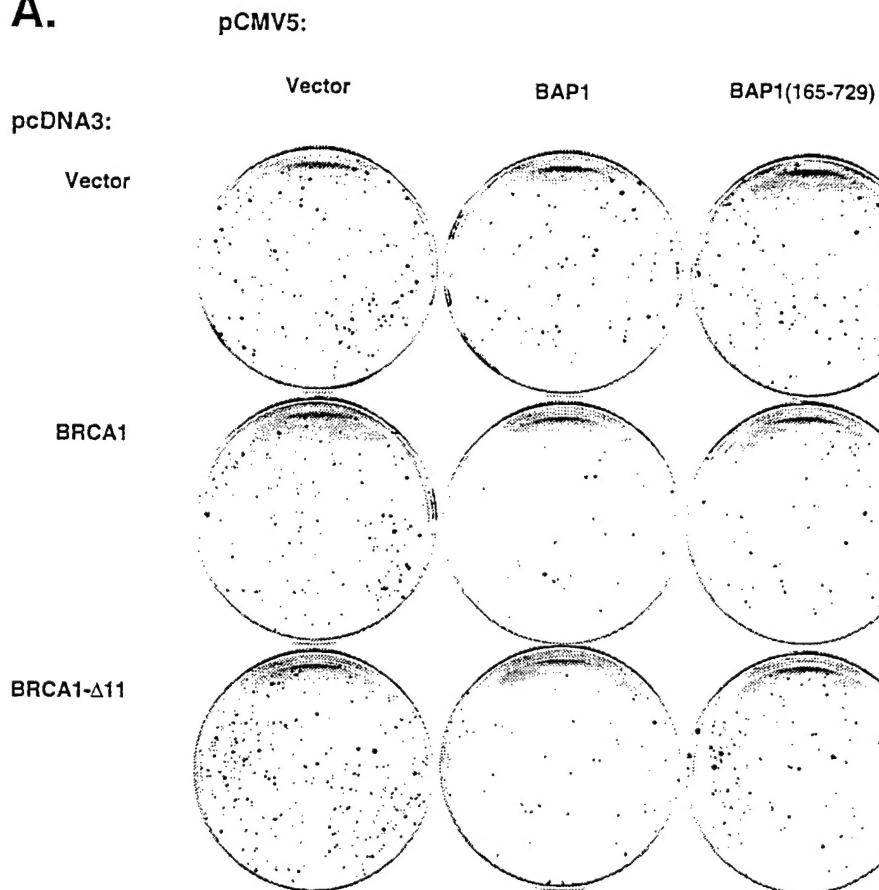 A.
pCMV5:
Vector
BAP1
BAP1(165-729)
pcDNA3:
Vector
BRCA1
BRCA1-Δ11